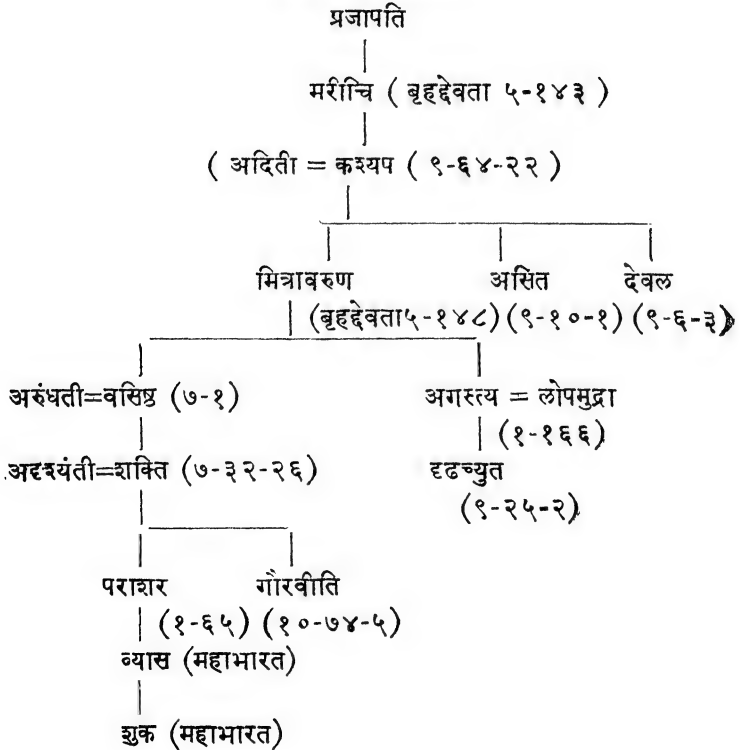 प्रजापति
मरीचि ( बृहद्देवता ५-१४३ )
( अदिती = कश्यप ( ९-६४-२२ )
मित्रावरुण असित देवल
(बृहद्देवता५-१४८) (९-१०-१) (९-६-३)
अरुंधती=वसिष्ठ (७-१) अगस्त्य = लोपमुद्रा
(१-१६६)
अदृश्यंती=शक्ति (७-३२-२६) दृढच्युत
(९-२५-२)
पराशर गौरवीति
(१-६५) (१०-७४-५)
व्यास (महाभारत)
शुक (महाभारत)